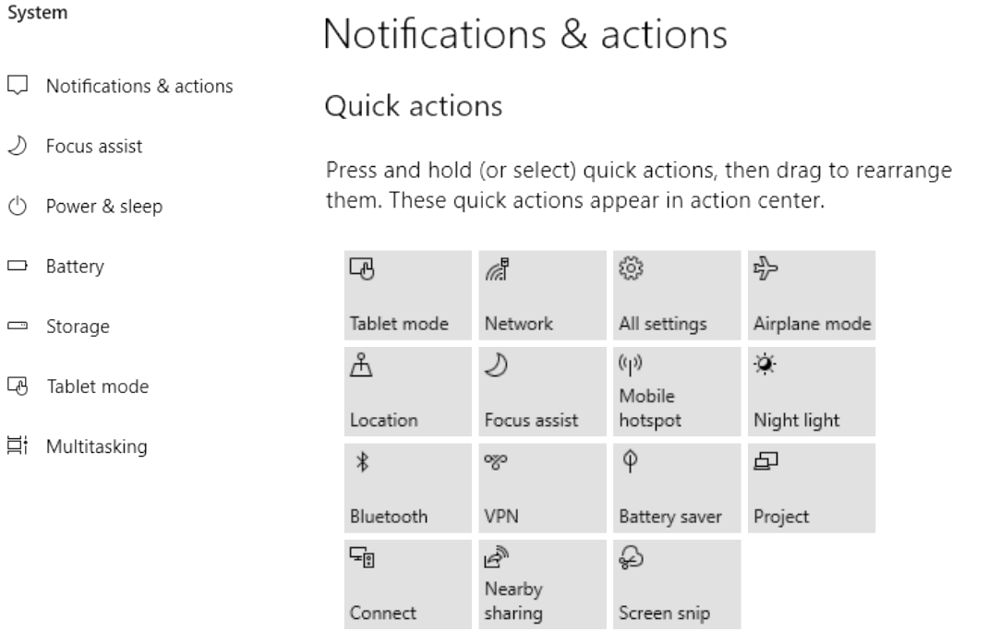 System
Notifications & actions
Focus assist
Power & sleep
Battery
Storage
Tablet mode
Multitasking
Notifications & actions
Quick actions
Press and hold (or select) quick actions, then drag to rearrange
them. These quick actions appear in action center.
Tablet mode
Network
All settings
Airplane mode
Location
Focus assist
Mobile
hotspot
Night light
Bluetooth
VPN
Battery saver
Project
Connect
Nearby
sharing
Screen snip